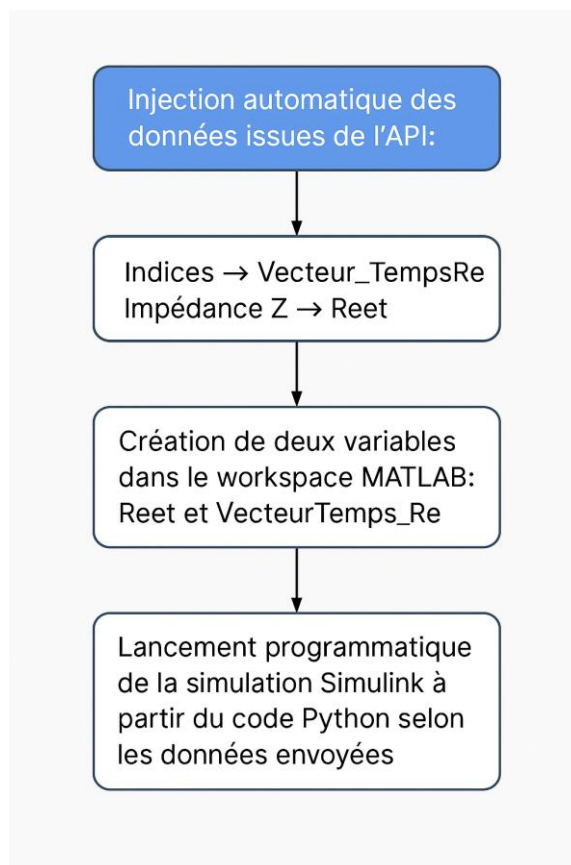 Injection automatique des
données issues de l’API:
Indices → Vecteur_TempsRe
Impédance Z → Reet
Création de deux variables
dans le workspace MATLAB:
Reet et VecteurTemps_Re
Lancement programmatique
de la simulation Simulink à
partir du code Python selon
les données envoyées